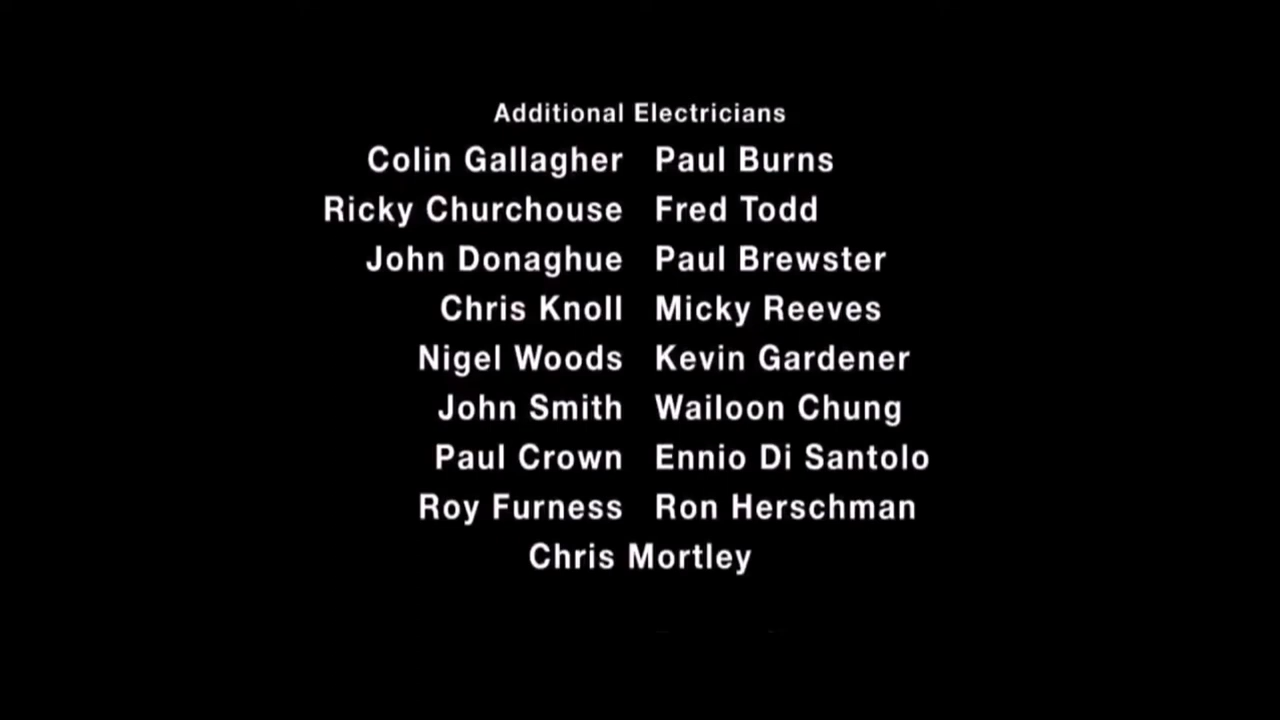 Additional Electricians
Colin Gallagher Paul Burns
Ricky Churchouse Fred Todd
John Donaghue Paul Brewster
Chris Knoll Micky Reeves
Nigel Woods Kevin Gardener
John Smith Wailoon Chung
Paul Crown Ennio Di Santolo
Roy Furness Ron Herschman
Chris Mortley